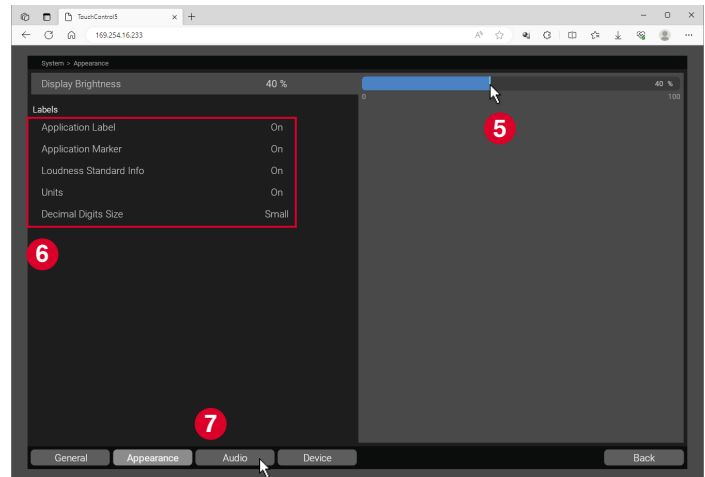 TouchControl5
169.254.16.233
System > Appearance
Display Brightness 40 % 40 %
0 100
Labels
Application Label On
5
Application Marker On
Loudness Standard Info On
Units On
Decimal Digits Size Small
6
7
General Appearance Audio Device Back